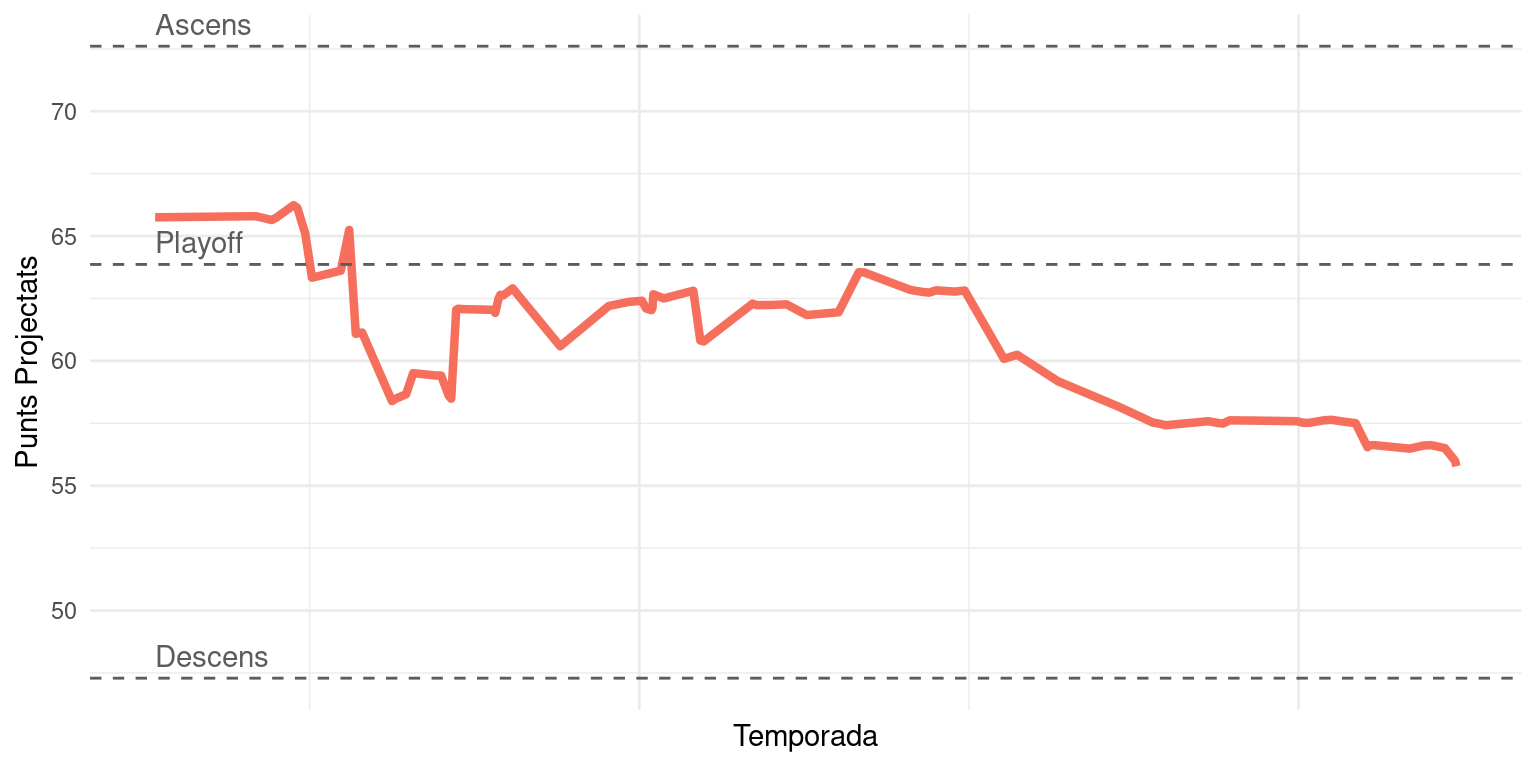 Ascens
70
65
Playoff
60
55
50
Descens
Punts Projectats
Temporada